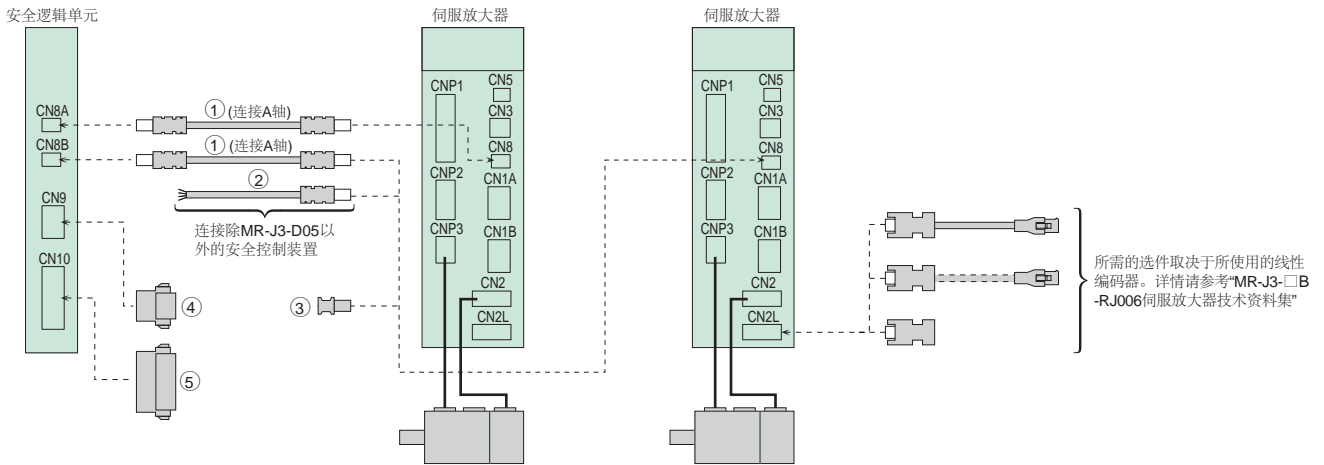 安全逻辑单元
伺服放大器
伺服放大器
CN8A
CN8B
CN9
CN10
①(连接A轴)
①(连接A轴)
②
连接除MR-J3-D05以
外的安全控制装置
③
④
⑤
CNP1
CN5
CN3
CN8
CNP2
CN1A
CNP3
CN1B
CN2
CN2L
CNP1
CN5
CN3
CN8
CNP2
CN1A
CNP3
CN1B
CN2
CN2L
所需的选件取决于所使用的线性
编码器。详情请参考“MR-J3-□B
-RJ006伺服放大器技术资料集”